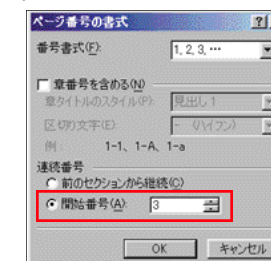 ページ番号の書式
番号書式(F): 1, 2, 3, …
章番号を含める(N)
章タイトルのスタイル(P): 見出し 1
区切り文字(E): - (ハイフン)
例: 1-1、1-A、1-a
連続番号
前のセクションから継続(C)
開始番号(A): 3
OK キャンセル